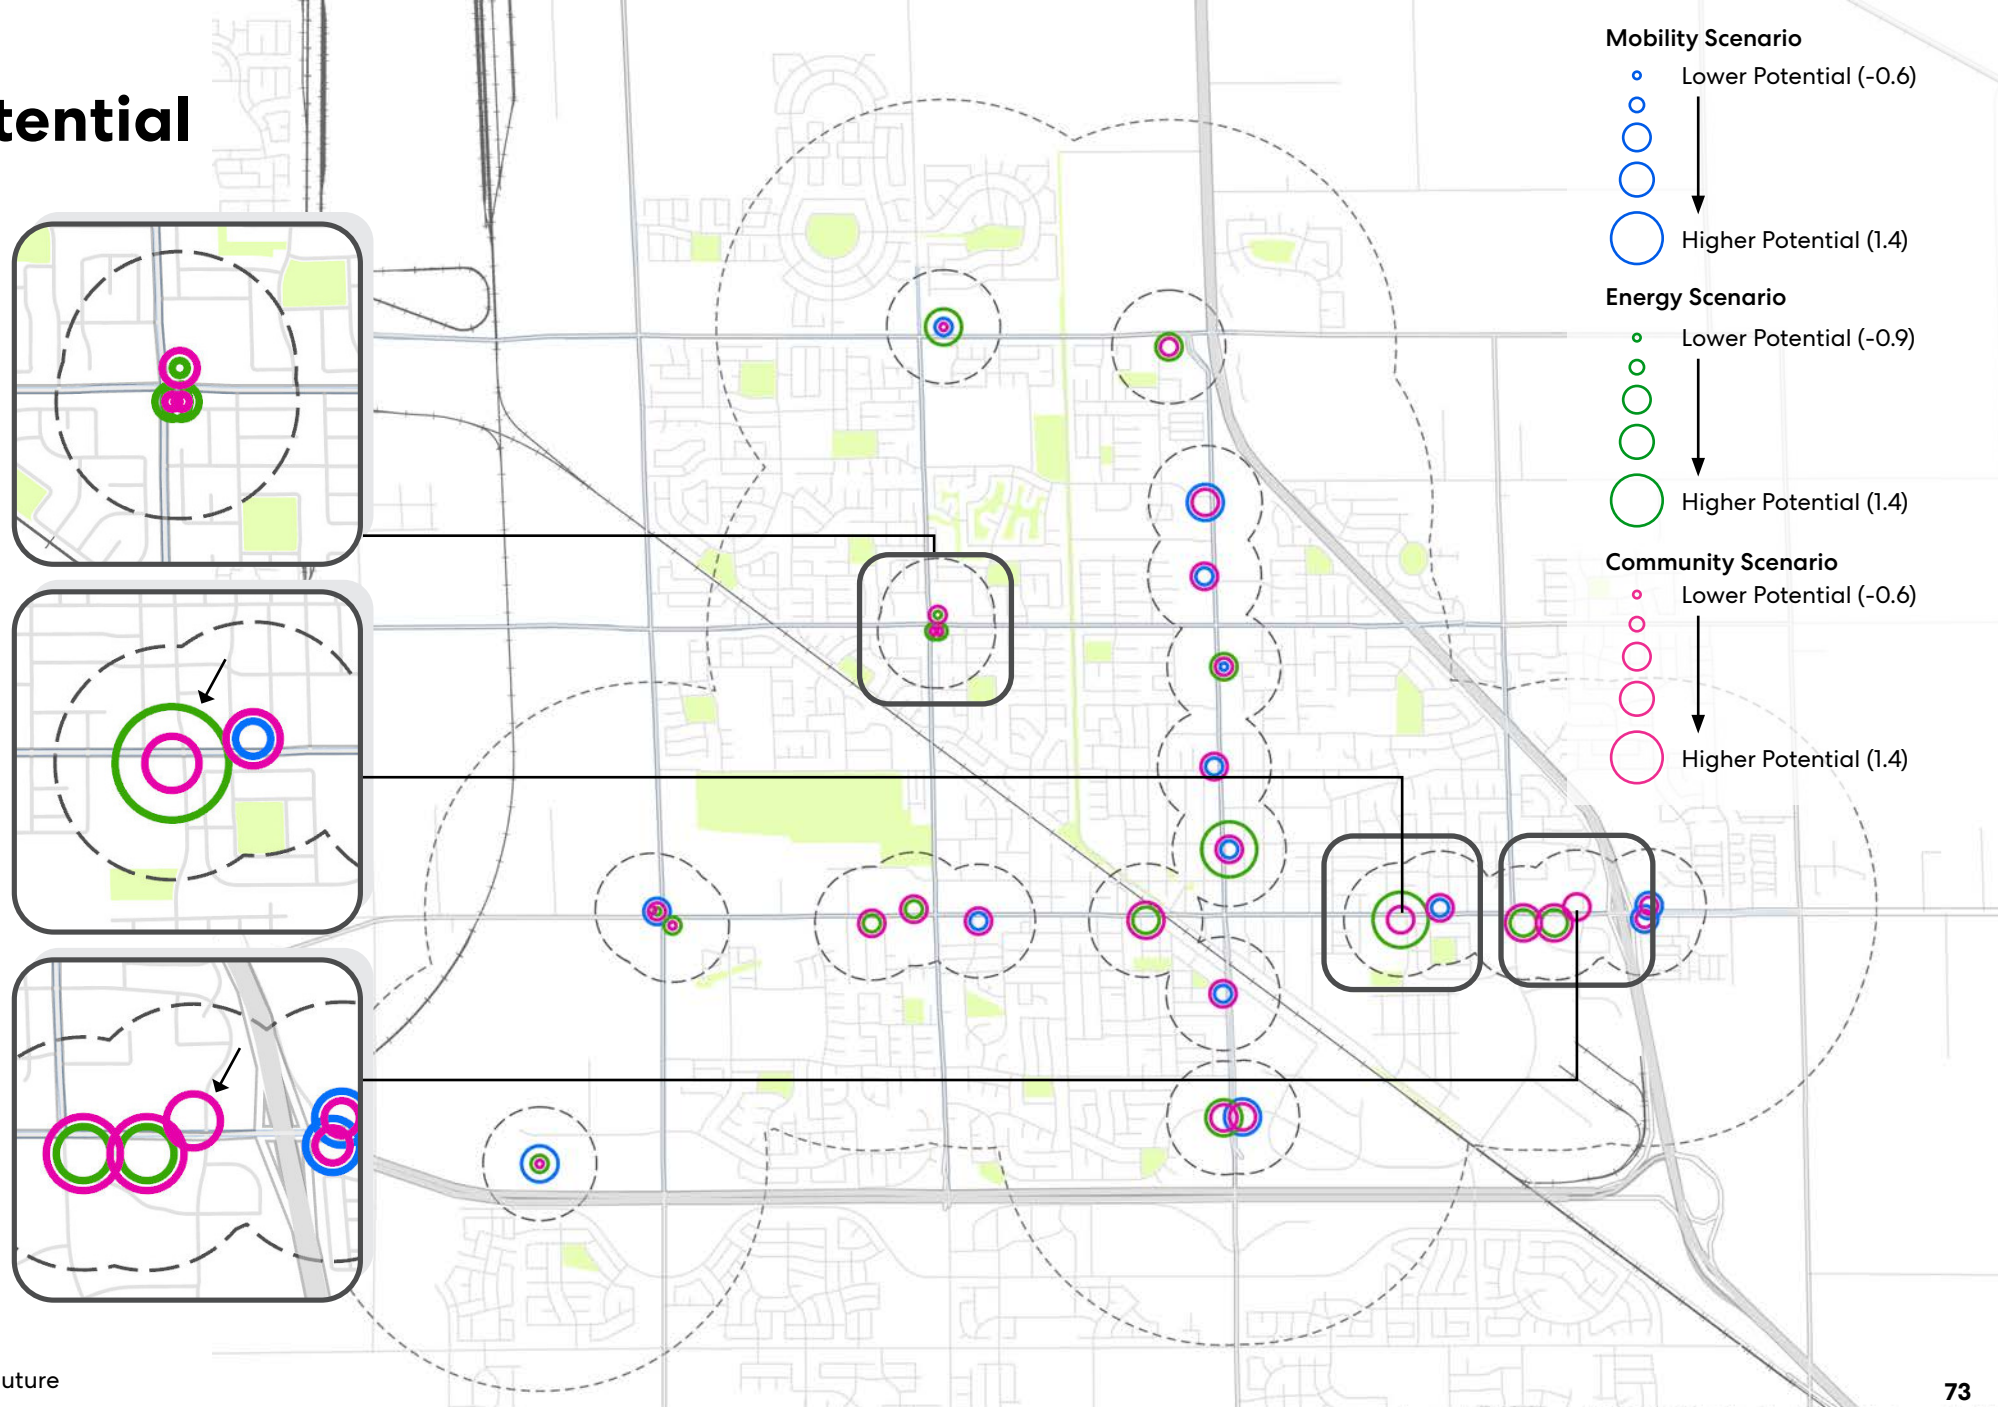 tential
Mobility Scenario
Lower Potential (-0.6)
Higher Potential (1.4)
Energy Scenario
Lower Potential (-0.9)
Higher Potential (1.4)
Community Scenario
Lower Potential (-0.6)
Higher Potential (1.4)
uture
73